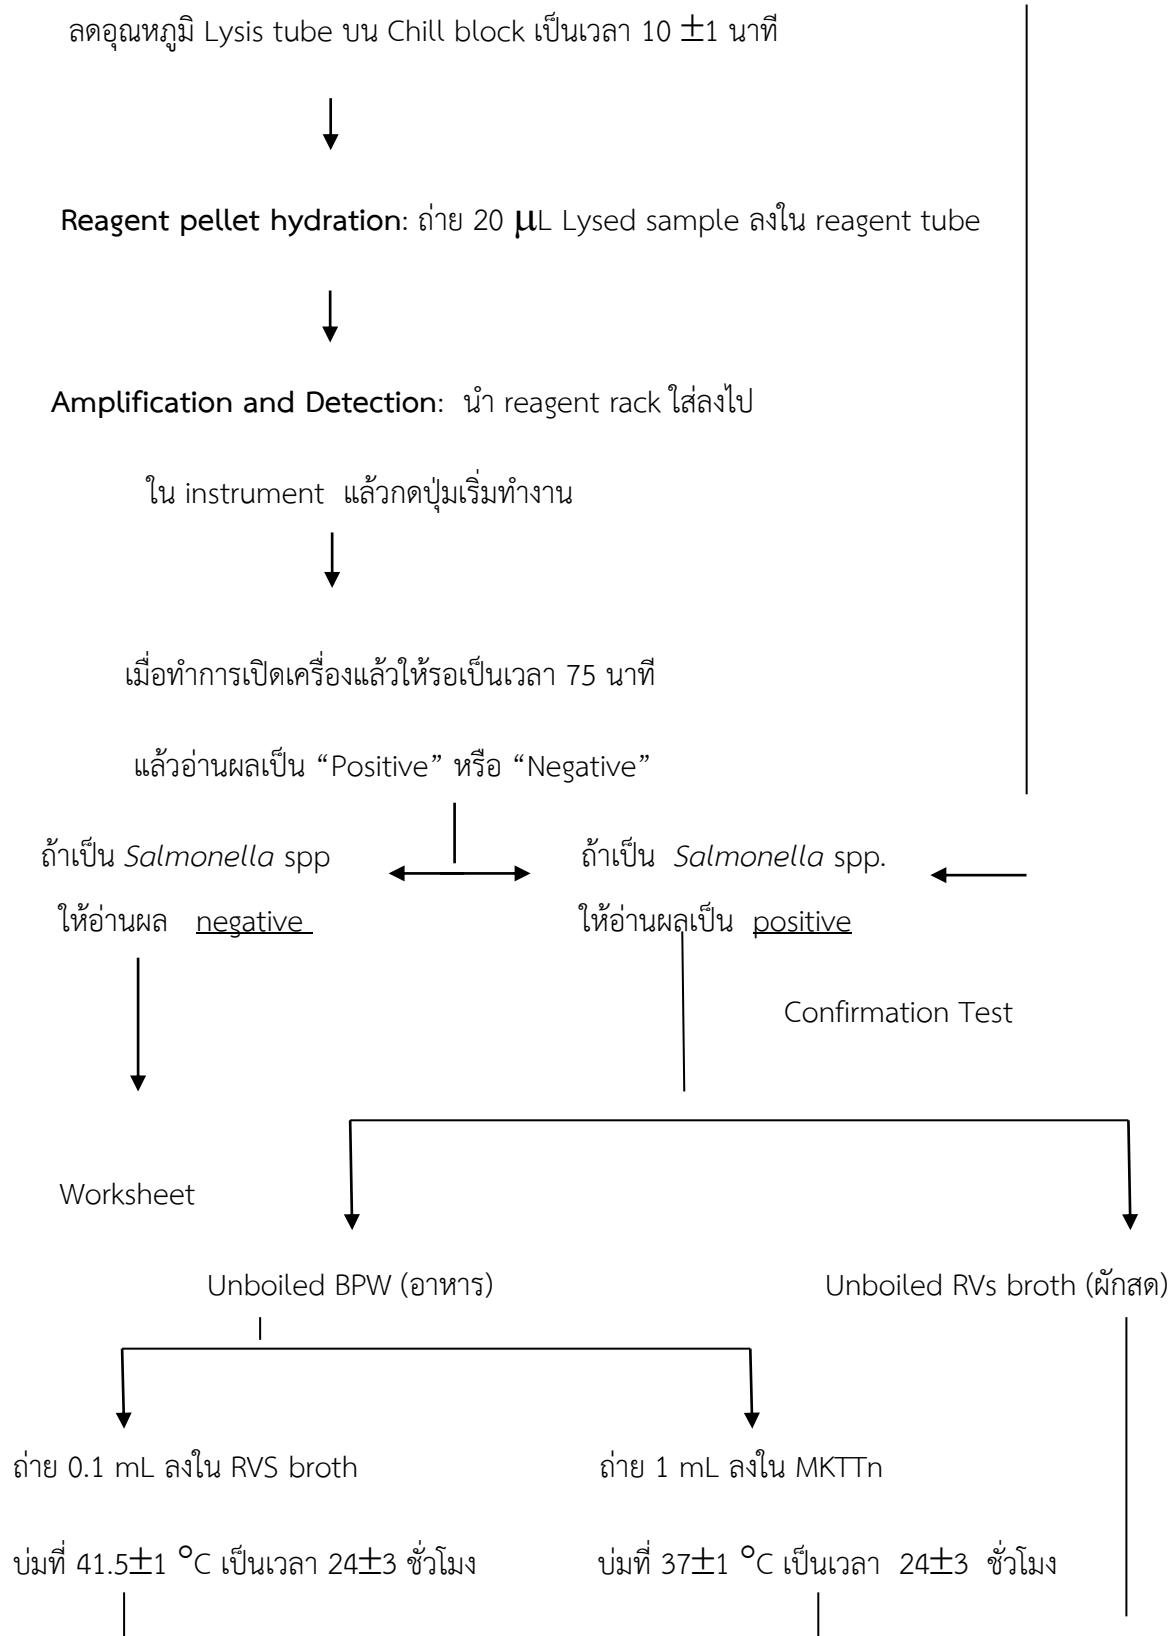 ลดอุณหภูมิ Lysis tube บน Chill block เป็นเวลา 10 ±1 นาที
Reagent pellet hydration: ถ่าย 20 µL Lysed sample ลงใน reagent tube
Amplification and Detection: นำ reagent rack ใส่ลงไป
ใน instrument แล้วกดปุ่มเริ่มทำงาน
เมื่อทำการเปิดเครื่องแล้วให้รอเป็นเวลา 75 นาที
แล้วอ่านผลเป็น “Positive” หรือ “Negative”
ถ้าเป็น Salmonella spp
ให้อ่านผล negative
ถ้าเป็น Salmonella spp.
ให้อ่านผลเป็น positive
Confirmation Test
Worksheet
Unboiled BPW (อาหาร)
Unboiled RVs broth (ผักสด)
ถ่าย 0.1 mL ลงใน RVS broth
บ่มที่ 41.5±1 °C เป็นเวลา 24±3 ชั่วโมง
ถ่าย 1 mL ลงใน MKTTn
บ่มที่ 37±1 °C เป็นเวลา 24±3 ชั่วโมง